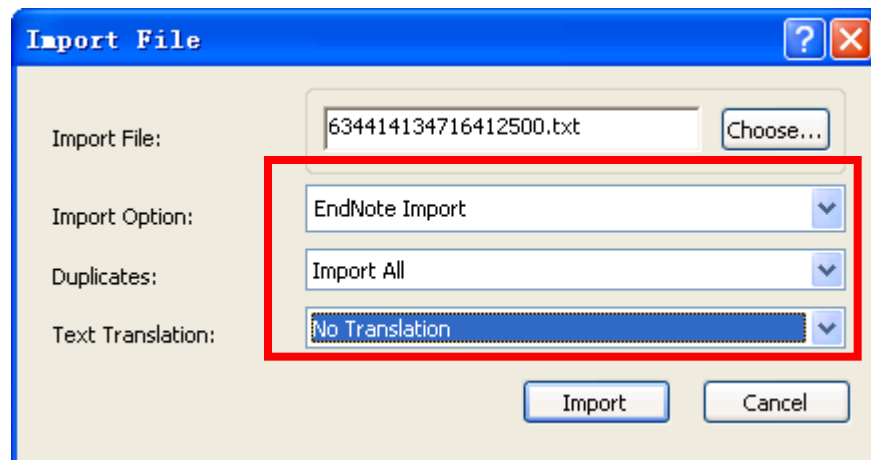 Import File
Import File:
634414134716412500.txt
Choose...
Import Option:
EndNote Import
Duplicates:
Import All
Text Translation:
No Translation
Import
Cancel